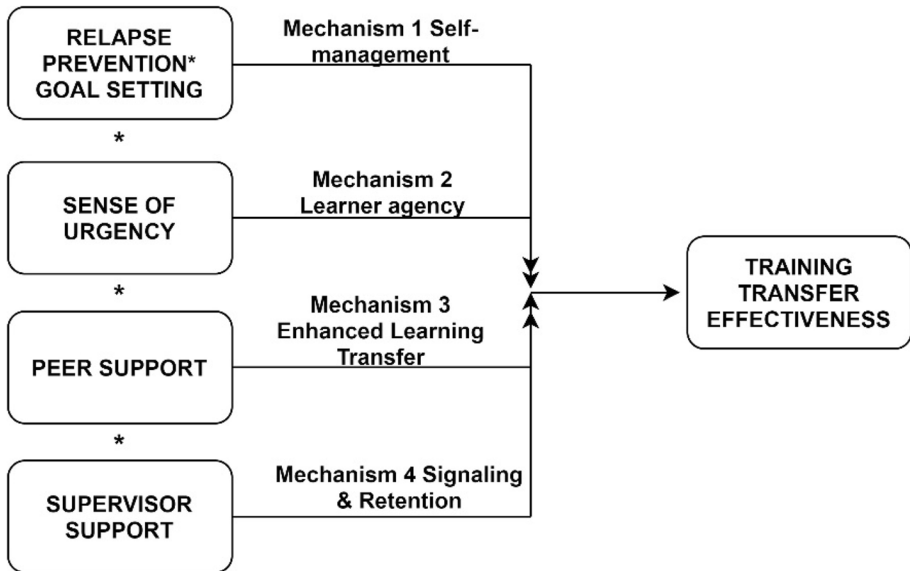 RELAPSE
PREVENTION*
GOAL SETTING
Mechanism 1 Self-
management
*
SENSE OF
URGENCY
Mechanism 2
Learner agency
*
PEER SUPPORT
Mechanism 3
Enhanced Learning
Transfer
*
SUPERVISOR
SUPPORT
Mechanism 4 Signaling
& Retention
TRAINING
TRANSFER
EFFECTIVENESS